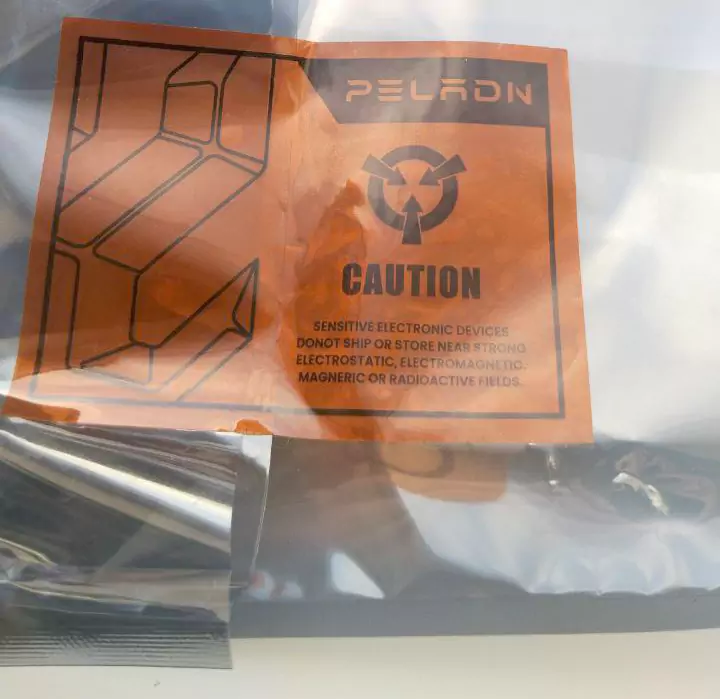 PELADN
CAUTION
SENSITIVE ELECTRONIC DEVICES
DONOT SHIP OR STORE NEAR STRONG
ELECTROSTATIC, ELECTROMAGNETIC.
MAGNERIC OR RADIOACTIVE FIELDS.